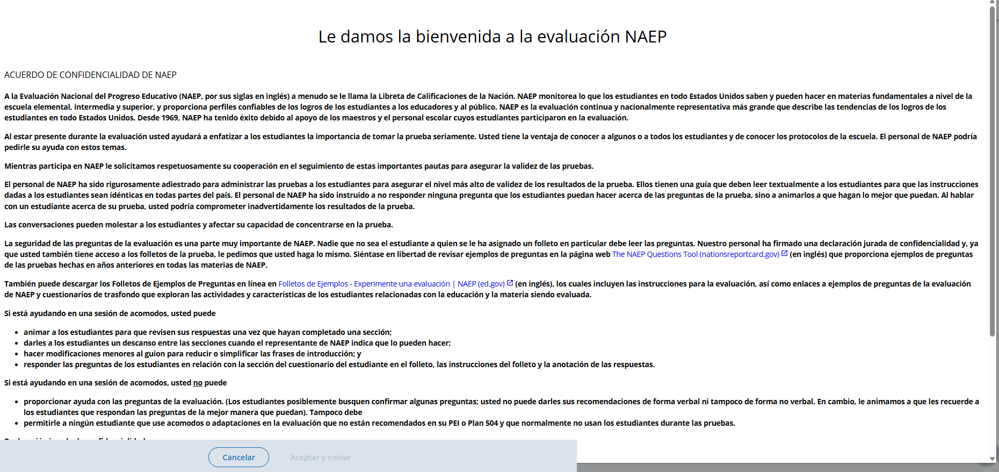 Le damos la bienvenida a la evaluación NAEP
ACUERDO DE CONFIDENCIALIDAD DE NAEP
A la Evaluación Nacional del Progreso Educativo (NAEP, por sus siglas en inglés) a menudo se le llama la Libreta de Calificaciones de la Nación. NAEP monitorea lo que los estudiantes en todo Estados Unidos saben y pueden hacer en materias fundamentales a nivel de la
escuela elemental, intermedia y superior, y proporciona perfiles confiables de los logros de los estudiantes a los educadores y al público. NAEP es la evaluación continua y nacionalmente representativa más grande que describe las tendencias de los logros de los
estudiantes en todo Estados Unidos. Desde 1969, NAEP ha tenido éxito debido al apoyo de los maestros y el personal escolar cuyos estudiantes participaron en la evaluación.
Al estar presente durante la evaluación usted ayudará a enfatizar a los estudiantes la importancia de tomar la prueba seriamente. Usted tiene la ventaja de conocer a algunos o a todos los estudiantes y de conocer los protocolos de la escuela. El personal de NAEP podría
pedirle su ayuda con estos temas.
Mientras participa en NAEP le solicitamos respetuosamente su cooperación en el seguimiento de estas importantes pautas para asegurar la validez de las pruebas.
El personal de NAEP ha sido rigurosamente adiestrado para administrar las pruebas a los estudiantes para asegurar el nivel más alto de validez de los resultados de la prueba. Ellos tienen una guía que deben leer textualmente a los estudiantes para que las instrucciones
dadas a los estudiantes sean idénticas en todas partes del país. El personal de NAEP ha sido instruido a no responder ninguna pregunta que los estudiantes puedan hacer acerca de las preguntas de la prueba, sino a animarlos a que hagan lo mejor que puedan. Al hablar
con un estudiante acerca de su prueba, usted podría comprometer inadvertidamente los resultados de la prueba.
Las conversaciones pueden molestar a los estudiantes y afectar su capacidad de concentrarse en la prueba.
La seguridad de las preguntas de la evaluación es una parte muy importante de NAEP. Nadie que no sea el estudiante a quien se le ha asignado un folleto en particular debe leer las preguntas. Nuestro personal ha firmado una declaración jurada de confidencialidad y, ya
que usted también tiene acceso a los folletos de la prueba, le pedimos que usted haga lo mismo. Siéntase en libertad de revisar ejemplos de preguntas en la página web The NAEP Questions Tool (nationsreportcard.gov) (en inglés) que proporciona ejemplos de preguntas
de las pruebas hechas en años anteriores en todas las materias de NAEP.
También puede descargar los Folletos de Ejemplos de Preguntas en línea en Folletos de Ejemplos - Experimente una evaluación | NAEP (ed.gov) (en inglés), los cuales incluyen las instrucciones para la evaluación, así como enlaces a ejemplos de preguntas de la evaluación
de NAEP y cuestionarios de trasfondo que exploran las actividades y características de los estudiantes relacionadas con la educación y la materia siendo evaluada.
Si está ayudando en una sesión de acomodos, usted puede
• animar a los estudiantes para que revisen sus respuestas una vez que hayan completado una sección;
• darles a los estudiantes un descanso entre las secciones cuando el representante de NAEP indica que lo pueden hacer;
• hacer modificaciones menores al guion para reducir o simplificar las frases de introducción; y
• responder las preguntas de los estudiantes en relación con la sección del cuestionario del estudiante en el folleto, las instrucciones del folleto y la anotación de las respuestas.
Si está ayudando en una sesión de acomodos, usted no puede
• proporcionar ayuda con las preguntas de la evaluación. (Los estudiantes posiblemente busquen confirmar algunas preguntas; usted no puede darles sus recomendaciones de forma verbal ni tampoco de forma no verbal. En cambio, le animamos a que les recuerde a
los estudiantes que respondan las preguntas de la mejor manera que puedan). Tampoco debe
• permitirle a ningún estudiante que use acomodos o adaptaciones en la evaluación que no están recomendados en su PEI o Plan 504 y que normalmente no usan los estudiantes durante las pruebas.
Cancelar
Aceptar y enviar